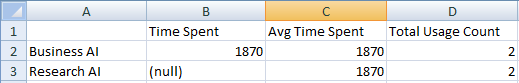 A B C D
1 Time Spent Avg Time Spent Total Usage Count
2 Business AI 1870 1870 2
3 Research AI (null) 1870 2